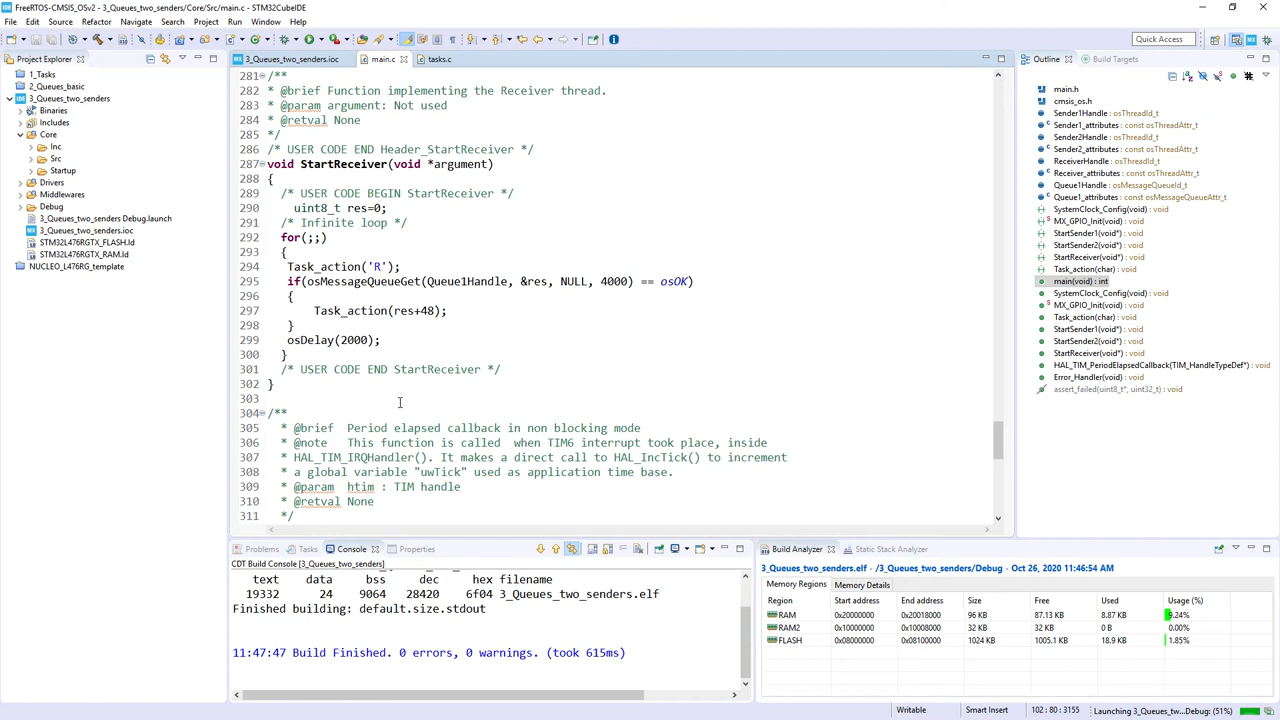 FreeRTOS-CMSIS_OSv2 - 3_Queues_two_senders/Core/Src/main.c - STM32CubeIDE
File Edit Source Refactor Navigate Search Project Run Window Help
Quick Access
Project Explorer
1_Tasks
2_Queues_basic
3_Queues_two_senders
Binaries
Includes
Core
Inc
Src
Startup
Drivers
Middlewares
Debug
3_Queues_two_senders Debug.launch
3_Queues_two_senders.ioc
STM32L476RGTX_FLASH.ld
STM32L476RGTX_RAM.ld
NUCLEO_L476RG_template
3_Queues_two_senders.ioc main.c tasks.c
281 /**
282 * @brief Function implementing the Receiver thread.
283 * @param argument: Not used
284 * @retval None
285 */
286 /* USER CODE END Header_StartReceiver */
287 void StartReceiver(void *argument)
288 {
289 /* USER CODE BEGIN StartReceiver */
290 uint8_t res=0;
291 /* Infinite loop */
292 for(;;)
293 {
294 Task_action('R');
295 if(osMessageQueueGet(Queue1Handle, &res, NULL, 4000) == osOK)
296 {
297 Task_action(res+48);
298 }
299 osDelay(2000);
300 }
301 /* USER CODE END StartReceiver */
302 }
303
304 /**
305 * @brief Period elapsed callback in non blocking mode
306 * @note This function is called when TIM6 interrupt took place, inside
307 * HAL_TIM_IRQHandler(). It makes a direct call to HAL_IncTick() to increment
308 * a global variable "uwTick" used as application time base.
309 * @param htim : TIM handle
310 * @retval None
311 */
Outline Build Targets
main.h
cmsis_os.h
Sender1Handle : osThreadId_t
Sender1_attributes : const osThreadAttr_t
Sender2Handle : osThreadId_t
Sender2_attributes : const osThreadAttr_t
ReceiverHandle : osThreadId_t
Receiver_attributes : const osThreadAttr_t
Queue1Handle : osMessageQueueId_t
Queue1_attributes : const osMessageQueueAttr_t
SystemClock_Config(void) : void
MX_GPIO_Init(void) : void
StartSender1(void*) : void
StartSender2(void*) : void
StartReceiver(void*) : void
Task_action(char) : void
main(void) : int
SystemClock_Config(void) : void
MX_GPIO_Init(void) : void
Task_action(char) : void
StartSender1(void*) : void
StartSender2(void*) : void
StartReceiver(void*) : void
HAL_TIM_PeriodElapsedCallback(TIM_HandleTypeDef*) : void
Error_Handler(void) : void
assert_failed(uint8_t*, uint32_t) : void
Problems Tasks Console Properties
CDT Build Console [3_Queues_two_senders]
text data bss dec hex filename
19332 24 9064 28420 6f04 3_Queues_two_senders.elf
Finished building: default.size.stdout
11:47:47 Build Finished. 0 errors, 0 warnings. (took 615ms)
Build Analyzer Static Stack Analyzer
3_Queues_two_senders.elf - /3_Queues_two_senders/Debug - Oct 26, 2020 11:46:54 AM
Memory Regions Memory Details
Region Start address End address Size Free Used Usage (%)
RAM 0x20000000 0x20018000 96 KB 87.13 KB 8.87 KB 9.24%
RAM2 0x10000000 0x10008000 32 KB 32 KB 0 B 0.00%
FLASH 0x08000000 0x08100000 1024 KB 1005.1 KB 18.9 KB 1.85%
Writable Smart Insert 102 : 80 : 3155 Launching 3_Queues_tw...Debug: (51%)